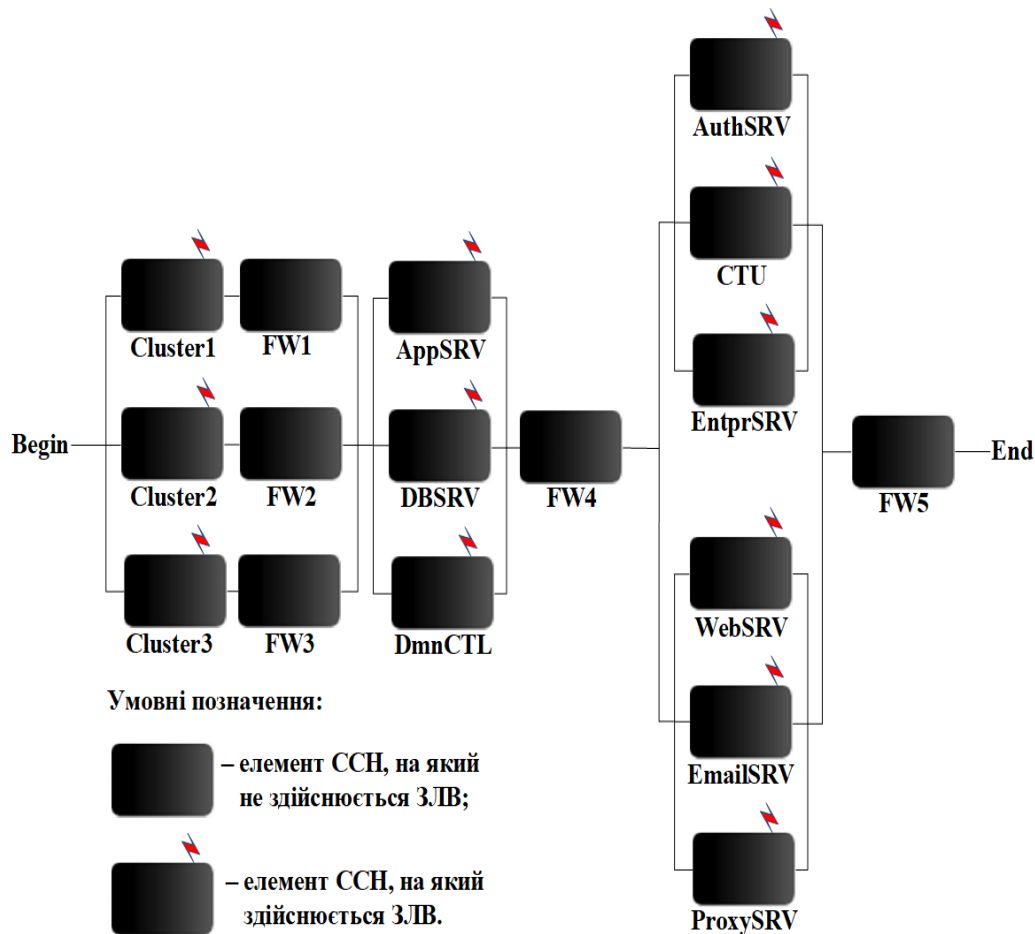 AuthSRV
CTU
EntprSRV
Cluster1 FW1 AppSRV
Begin
Cluster2 FW2 DBSRV FW4
FW5
End
Cluster3 FW3 DmnCTL
WebSRV
EmailSRV
ProxySRV
Умовні позначення:
– елемент ССН, на який
не здійснюється ЗЛВ;
– елемент ССН, на який
здійснюється ЗЛВ.